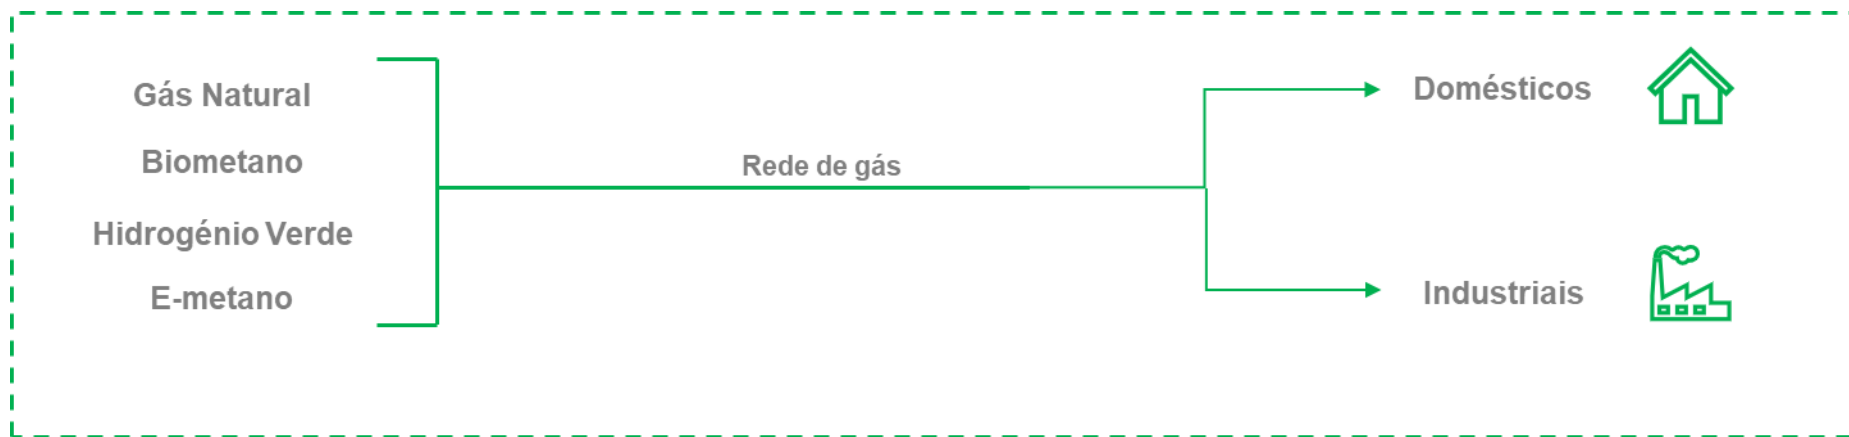 Gás Natural
Biometano
Hidrogénio Verde
E-metano
Rede de gás
Domésticos
Industriais